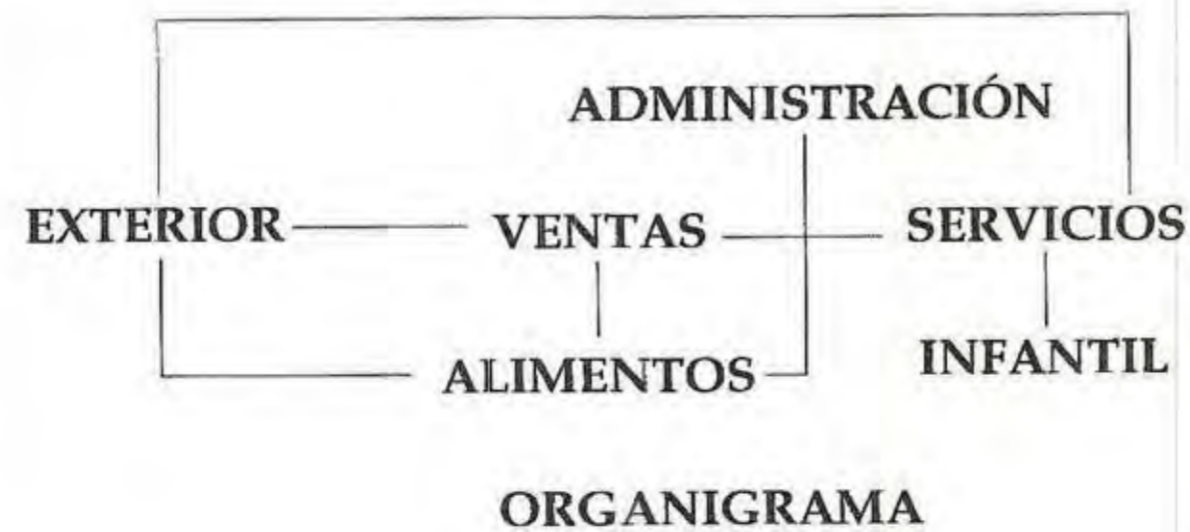 ADMINISTRACIÓN
EXTERIOR VENTAS SERVICIOS
ALIMENTOS INFANTIL
ORGANIGRAMA